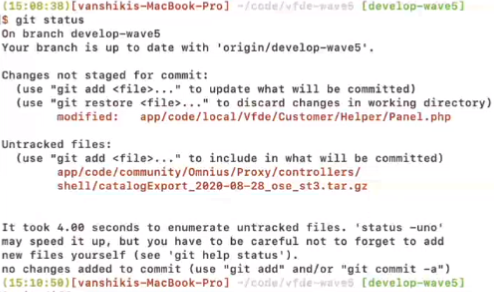 (15:08:38)[vanshikis-MacBook-Pro] ~/code/vfde-wave5 [develop-wave5]
$ git status
On branch develop-wave5
Your branch is up to date with 'origin/develop-wave5'.
Changes not staged for commit:
(use "git add <file>..." to update what will be committed)
(use "git restore <file>..." to discard changes in working directory)
modified: app/code/local/Vfde/Customer/Helper/Panel.php
Untracked files:
(use "git add <file>..." to include in what will be committed)
app/code/community/Omnius/Proxy/controllers/
shell/catalogExport_2020-08-28_ose_st3.tar.gz
It took 4.00 seconds to enumerate untracked files. 'status -uno'
may speed it up, but you have to be careful not to forget to add
new files yourself (see 'git help status').
no changes added to commit (use "git add" and/or "git commit -a")
(15:10:50)[vanshikis-MacBook-Pro] ~/code/vfde-wave5 [develop-wave5]